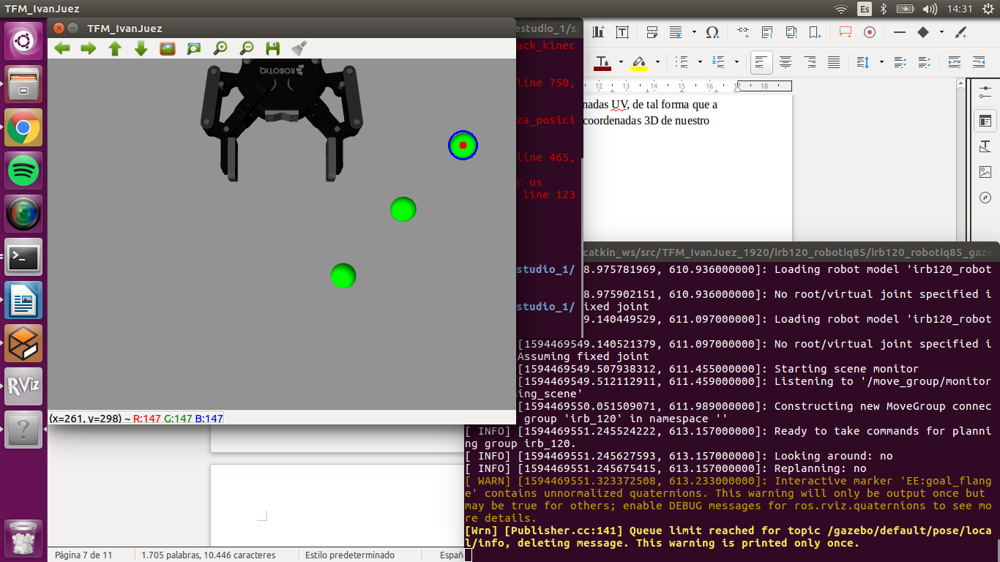 TFM_IvanJuez
Es
14:31
TFM_IvanJuez
estudio_1/s
ROBOTIQ
ack_kinec
line 750,
za_posici
line 465,
r us
line 123
studio_1/
studio_1/
12 13 14 15 16 17 18
nadas UV, de tal forma que a
coordenadas 3D de nuestro
(x=261, y=298) ~ R:147 G:147 B:147
catkin_ws/src/TFM_IvanJuez_1920/irb120_robotiq85/irb120_robotiq85_gaze
8.975781969, 610.936000000]: Loading robot model 'irb120_robot
8.975902151, 610.936000000]: No root/virtual joint specified i
ixed joint
9.140449529, 611.097000000]: Loading robot model 'irb120_robot
[1594469549.140521379, 611.097000000]: No root/virtual joint specified i
Assuming fixed joint
[1594469549.507938312, 611.455000000]: Starting scene monitor
[1594469549.512112911, 611.459000000]: Listening to '/move_group/monitor
ing_scene'
[1594469550.051509071, 611.989000000]: Constructing new MoveGroup connec
group 'irb_120' in namespace ''
[ INFO] [1594469551.245524222, 613.157000000]: Ready to take commands for planni
ng group irb_120.
[ INFO] [1594469551.245627593, 613.157000000]: Looking around: no
[ INFO] [1594469551.245675415, 613.157000000]: Replanning: no
[ WARN] [1594469551.323372508, 613.233000000]: Interactive marker 'EE:goal_flang
e' contains unnormalized quaternions. This warning will only be output once but
may be true for others; enable DEBUG messages for ros.rviz.quaternions to see mo
re details.
[Wrn] [Publisher.cc:141] Queue limit reached for topic /gazebo/default/pose/loca
l/info, deleting message. This warning is printed only once.
RViz
Página 7 de 11
1.705 palabras, 10.446 caracteres
Estilo predeterminado
Españ